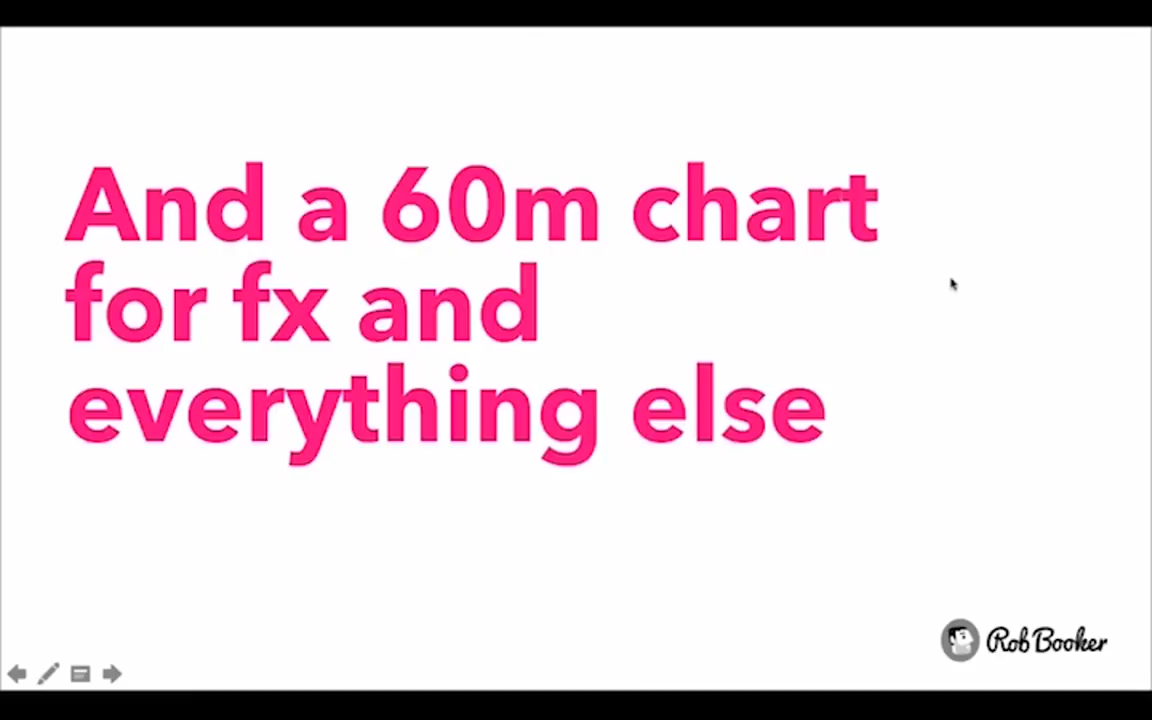 And a 60m chart
for fx and
everything else
Rob Booker